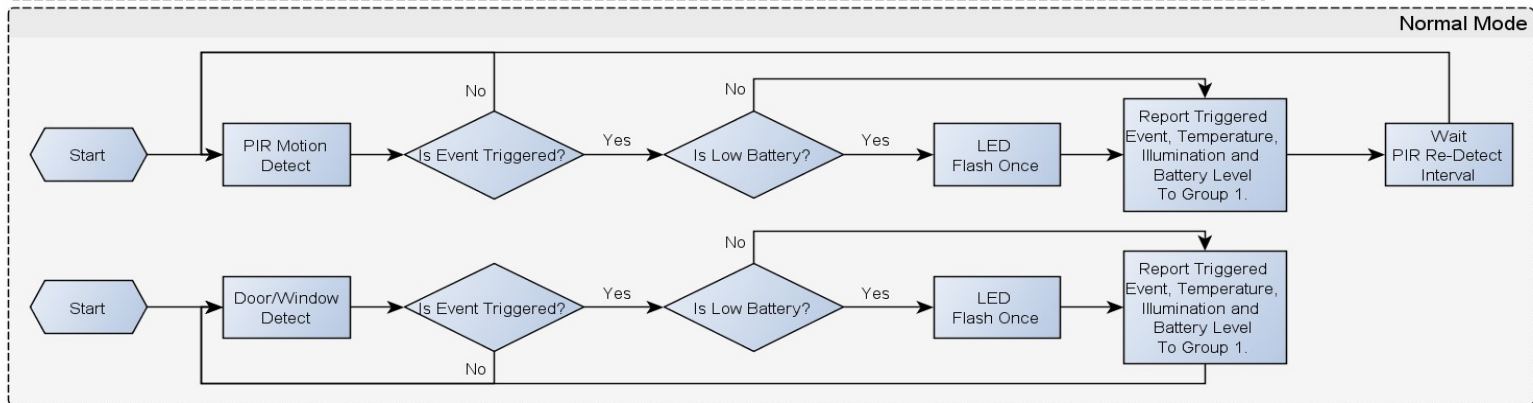 Normal Mode
No
No
Start
PIR Motion
Detect
Is Event Triggered?
Yes
Is Low Battery?
Yes
LED
Flash Once
Report Triggered
Event, Temperature,
Illumination and
Battery Level
To Group 1.
Wait
PIR Re-Detect
Interval
No
Start
Door/Window
Detect
Is Event Triggered?
Yes
Is Low Battery?
Yes
LED
Flash Once
Report Triggered
Event, Temperature,
Illumination and
Battery Level
To Group 1.
No